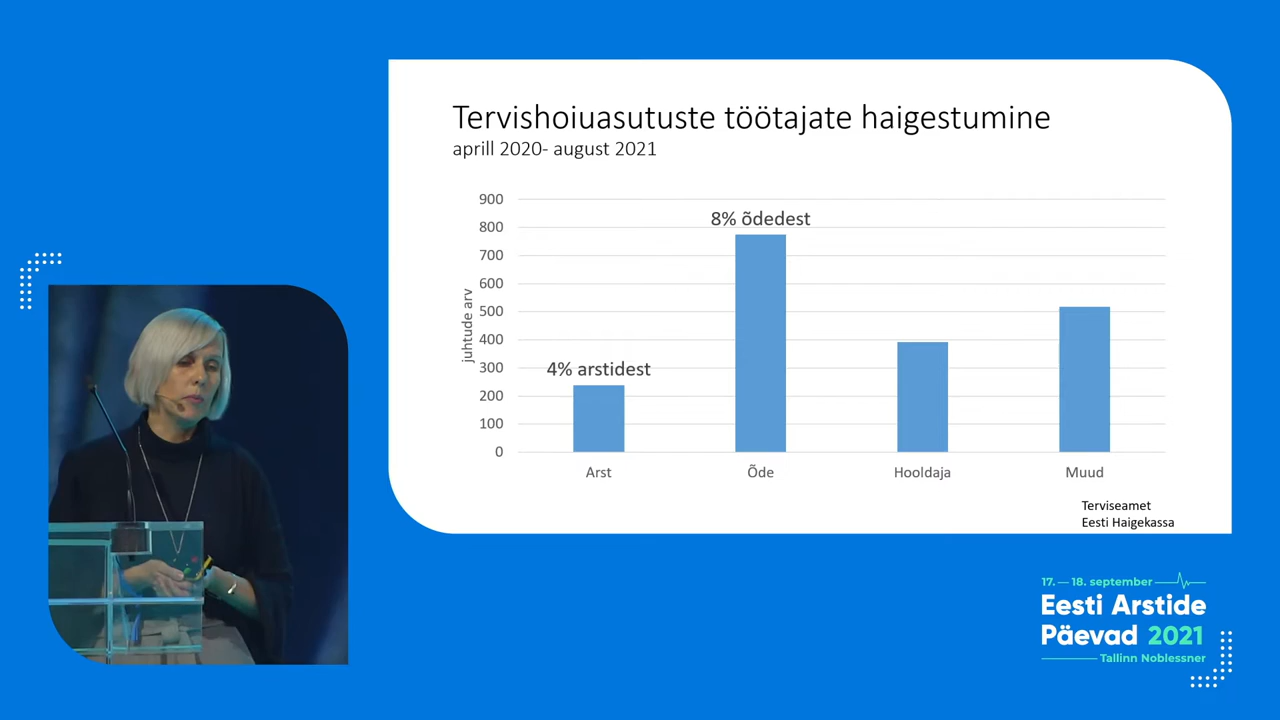 Tervishoiuasutuste töötajate haigestumine
aprill 2020- august 2021
juhtude arv
900
800
700
600
500
400
300
200
100
0
4% arstidest
8% õdedest
Arst
Õde
Hooldaja
Muud
Terviseamet
Eesti Haigekassa
17.—18. september
Eesti Arstide
Päevad 2021
Tallinn Noblessner